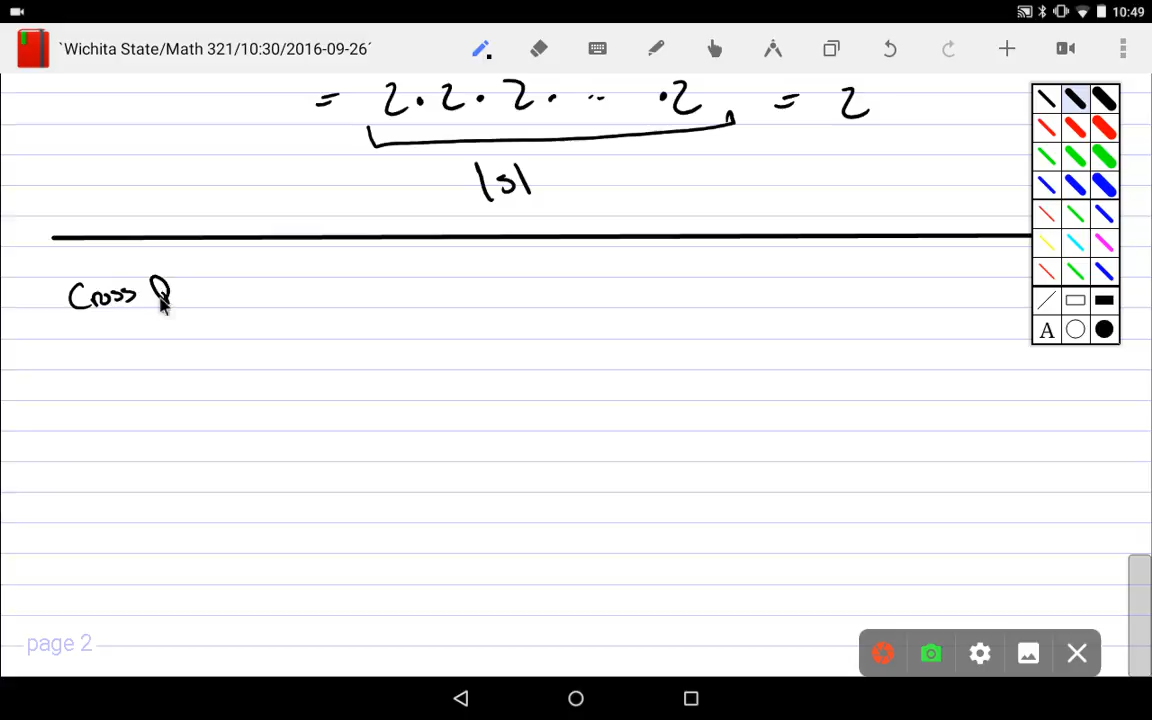 10:49
`Wichita State/Math 321/10:30/2016-09-26´
= 2·2·2· ·· ·2 = 2
|s|
Cross P
A
page 2